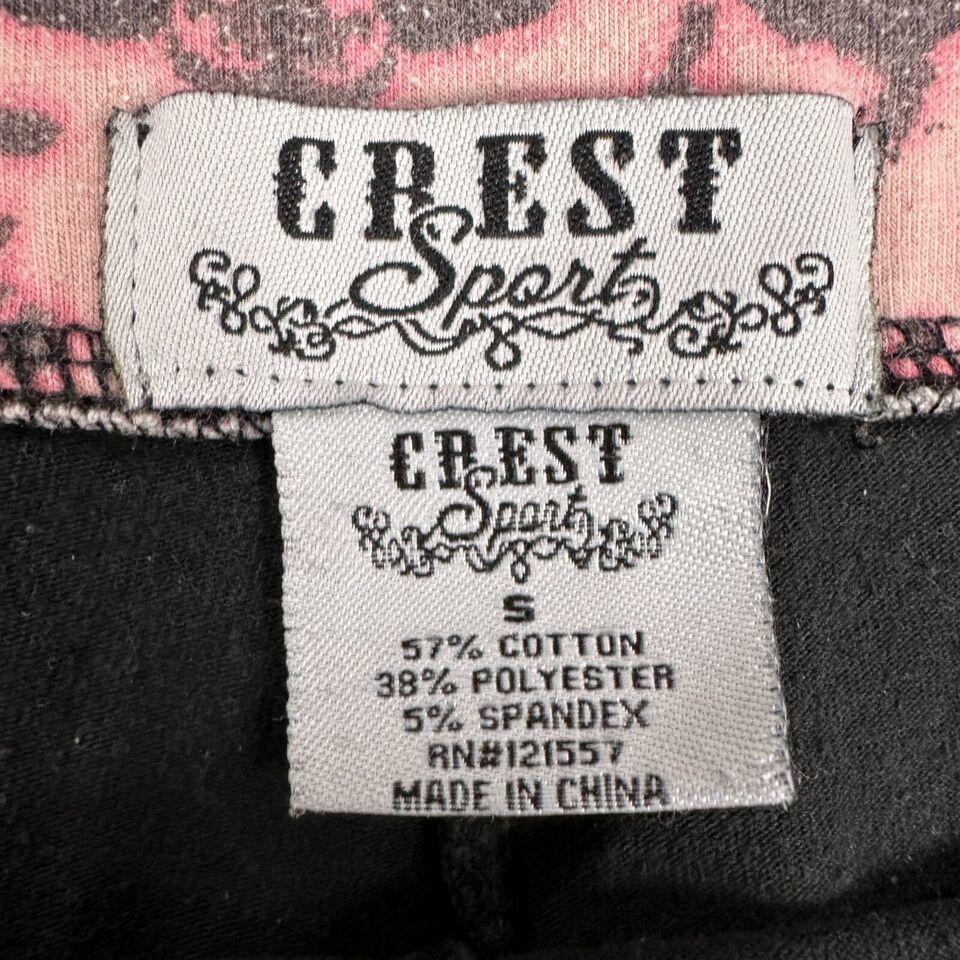 CREST
Sport
CREST
Sport
S
57% COTTON
38% POLYESTER
5% SPANDEX
RN#121557
MADE IN CHINA